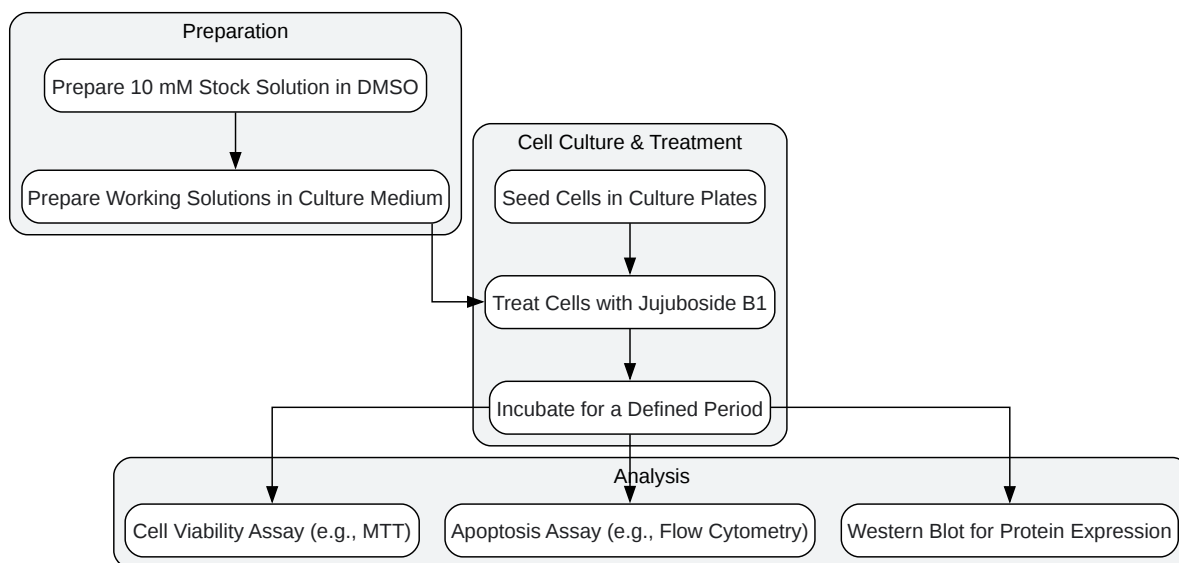 Preparation
Prepare 10 mM Stock Solution in DMSO
Prepare Working Solutions in Culture Medium
Cell Culture & Treatment
Seed Cells in Culture Plates
Treat Cells with Jujuboside B1
Incubate for a Defined Period
Analysis
Cell Viability Assay (e.g., MTT)
Apoptosis Assay (e.g., Flow Cytometry)
Western Blot for Protein Expression